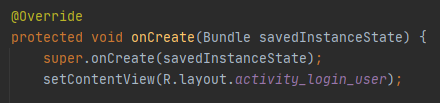 @Override
protected void onCreate(Bundle savedInstanceState) {
super.onCreate(savedInstanceState);
setContentView(R.layout.activity_login_user);